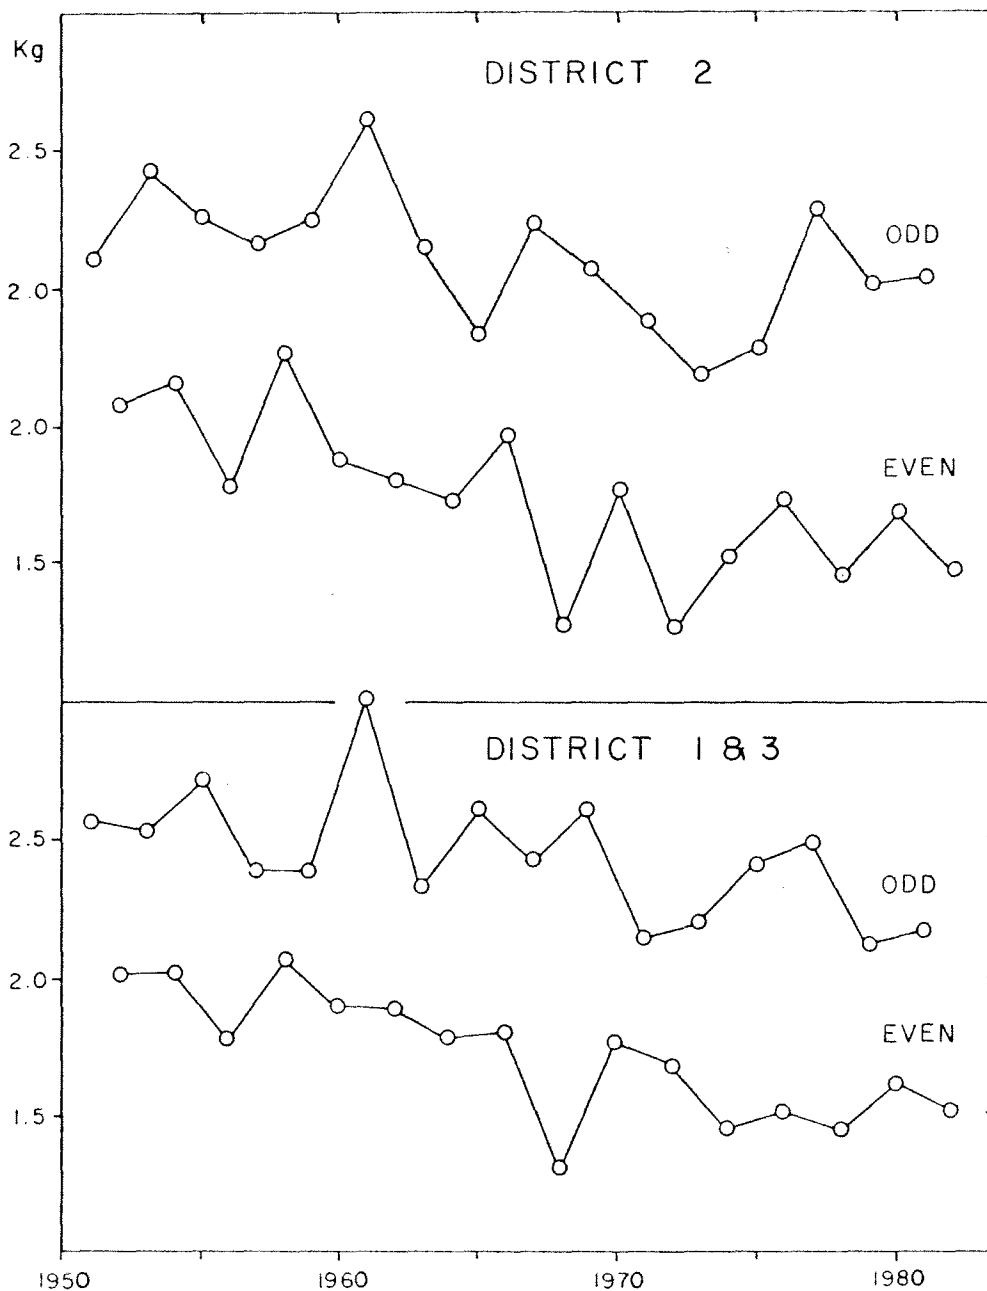 Kg
DISTRICT 2
2.5
ODD
2.0
2.0
EVEN
1.5
DISTRICT 1 & 3
2.5
ODD
2.0
EVEN
1.5
1950 1960 1970 1980